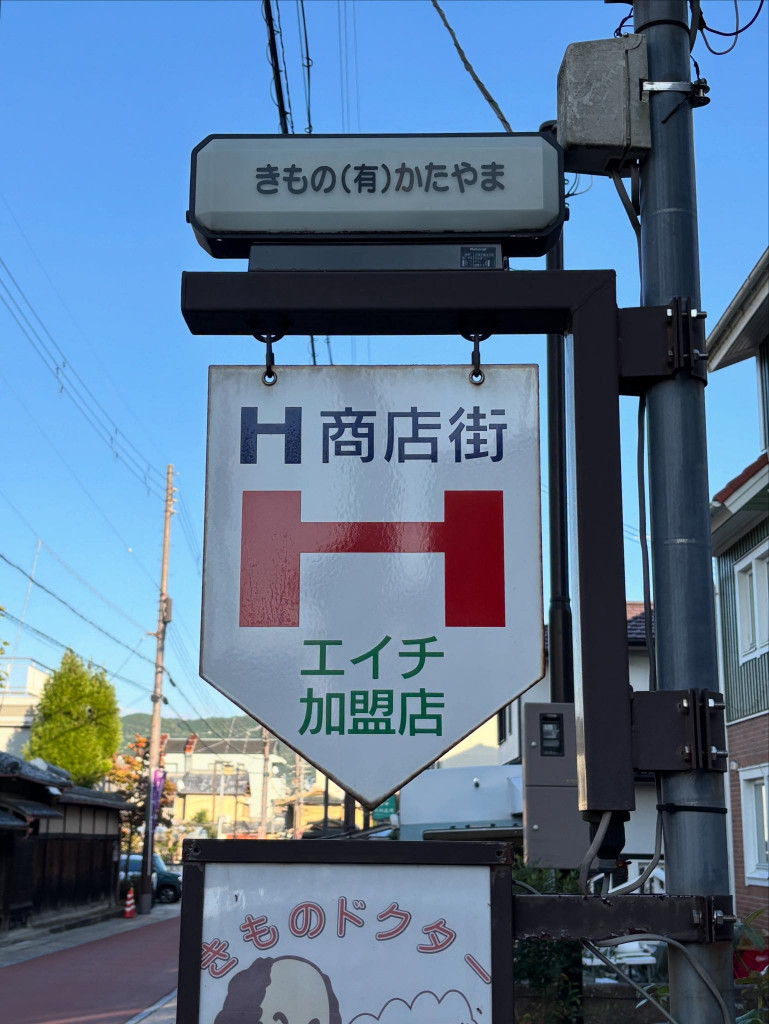 きもの(有)かたやま
H商店街
H
エイチ
加盟店
きものドクター